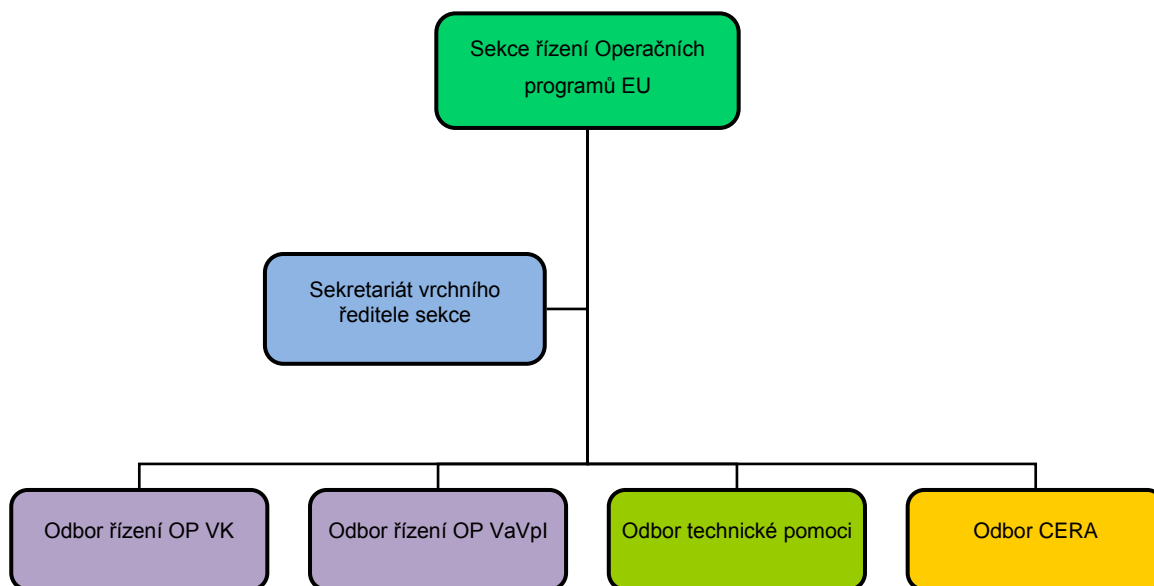 Sekce řízení Operačních
programů EU
Sekretariát vrchního
ředitele sekce
Odbor řízení OP VK
Odbor řízení OP VaVpI
Odbor technické pomoci
Odbor CERA